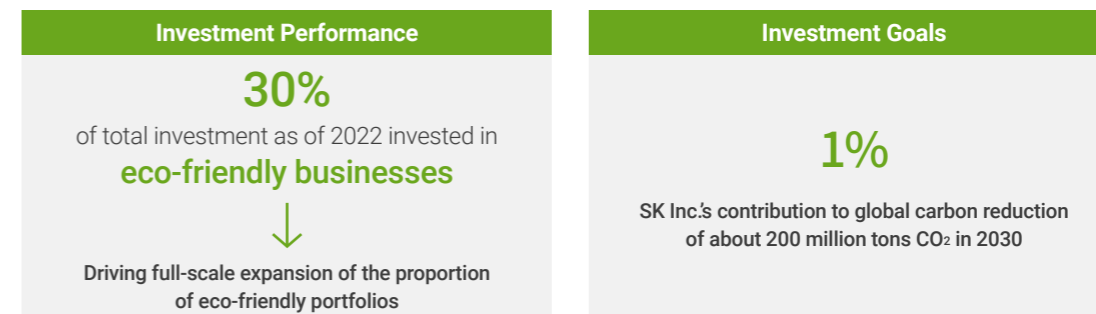 Investment Performance
30%
of total investment as of 2022 invested in
eco-friendly businesses
Driving full-scale expansion of the proportion
of eco-friendly portfolios
Investment Goals
1%
SK Inc.'s contribution to global carbon reduction
of about 200 million tons CO2 in 2030